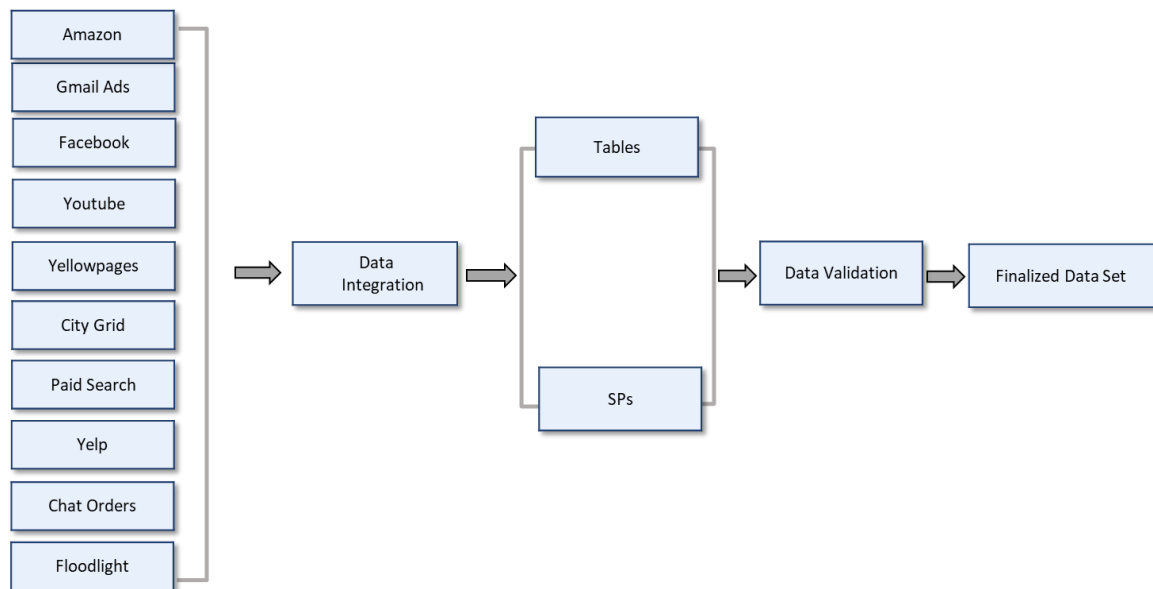 Amazon
Gmail Ads
Facebook
Youtube
Yellowpages
City Grid
Paid Search
Yelp
Chat Orders
Floodlight
Data
Integration
Tables
SPs
Data Validation
Finalized Data Set